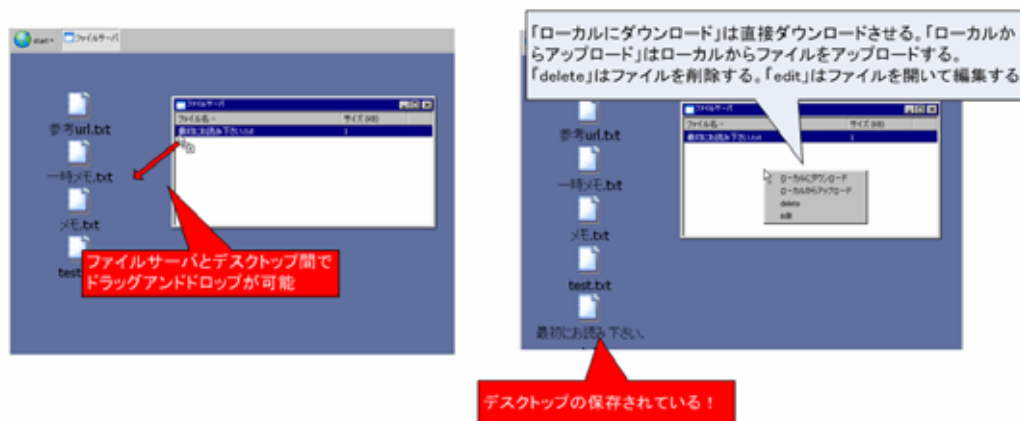 start
ファイルサーバ
参考url.txt
一時メモ.txt
メモ.txt
test
ファイルサーバ
ファイル名
サイズ (KB)
最初にお読み下さい.txt
1
ファイルサーバとデスクトップ間で
ドラッグアンドドロップが可能
「ローカルにダウンロード」は直接ダウンロードさせる。「ローカルか
らアップロード」はローカルからファイルをアップロードする。
「delete」はファイルを削除する。「edit」はファイルを開いて編集する
参考url.txt
一時メモ.txt
メモ.txt
test.txt
最初にお読み下さい.
ファイルサーバ
ファイル名
サイズ (KB)
最初にお読み下さい.txt
1
ローカルにダウンロード
ローカルからアップロード
delete
edit
デスクトップの保存されている！